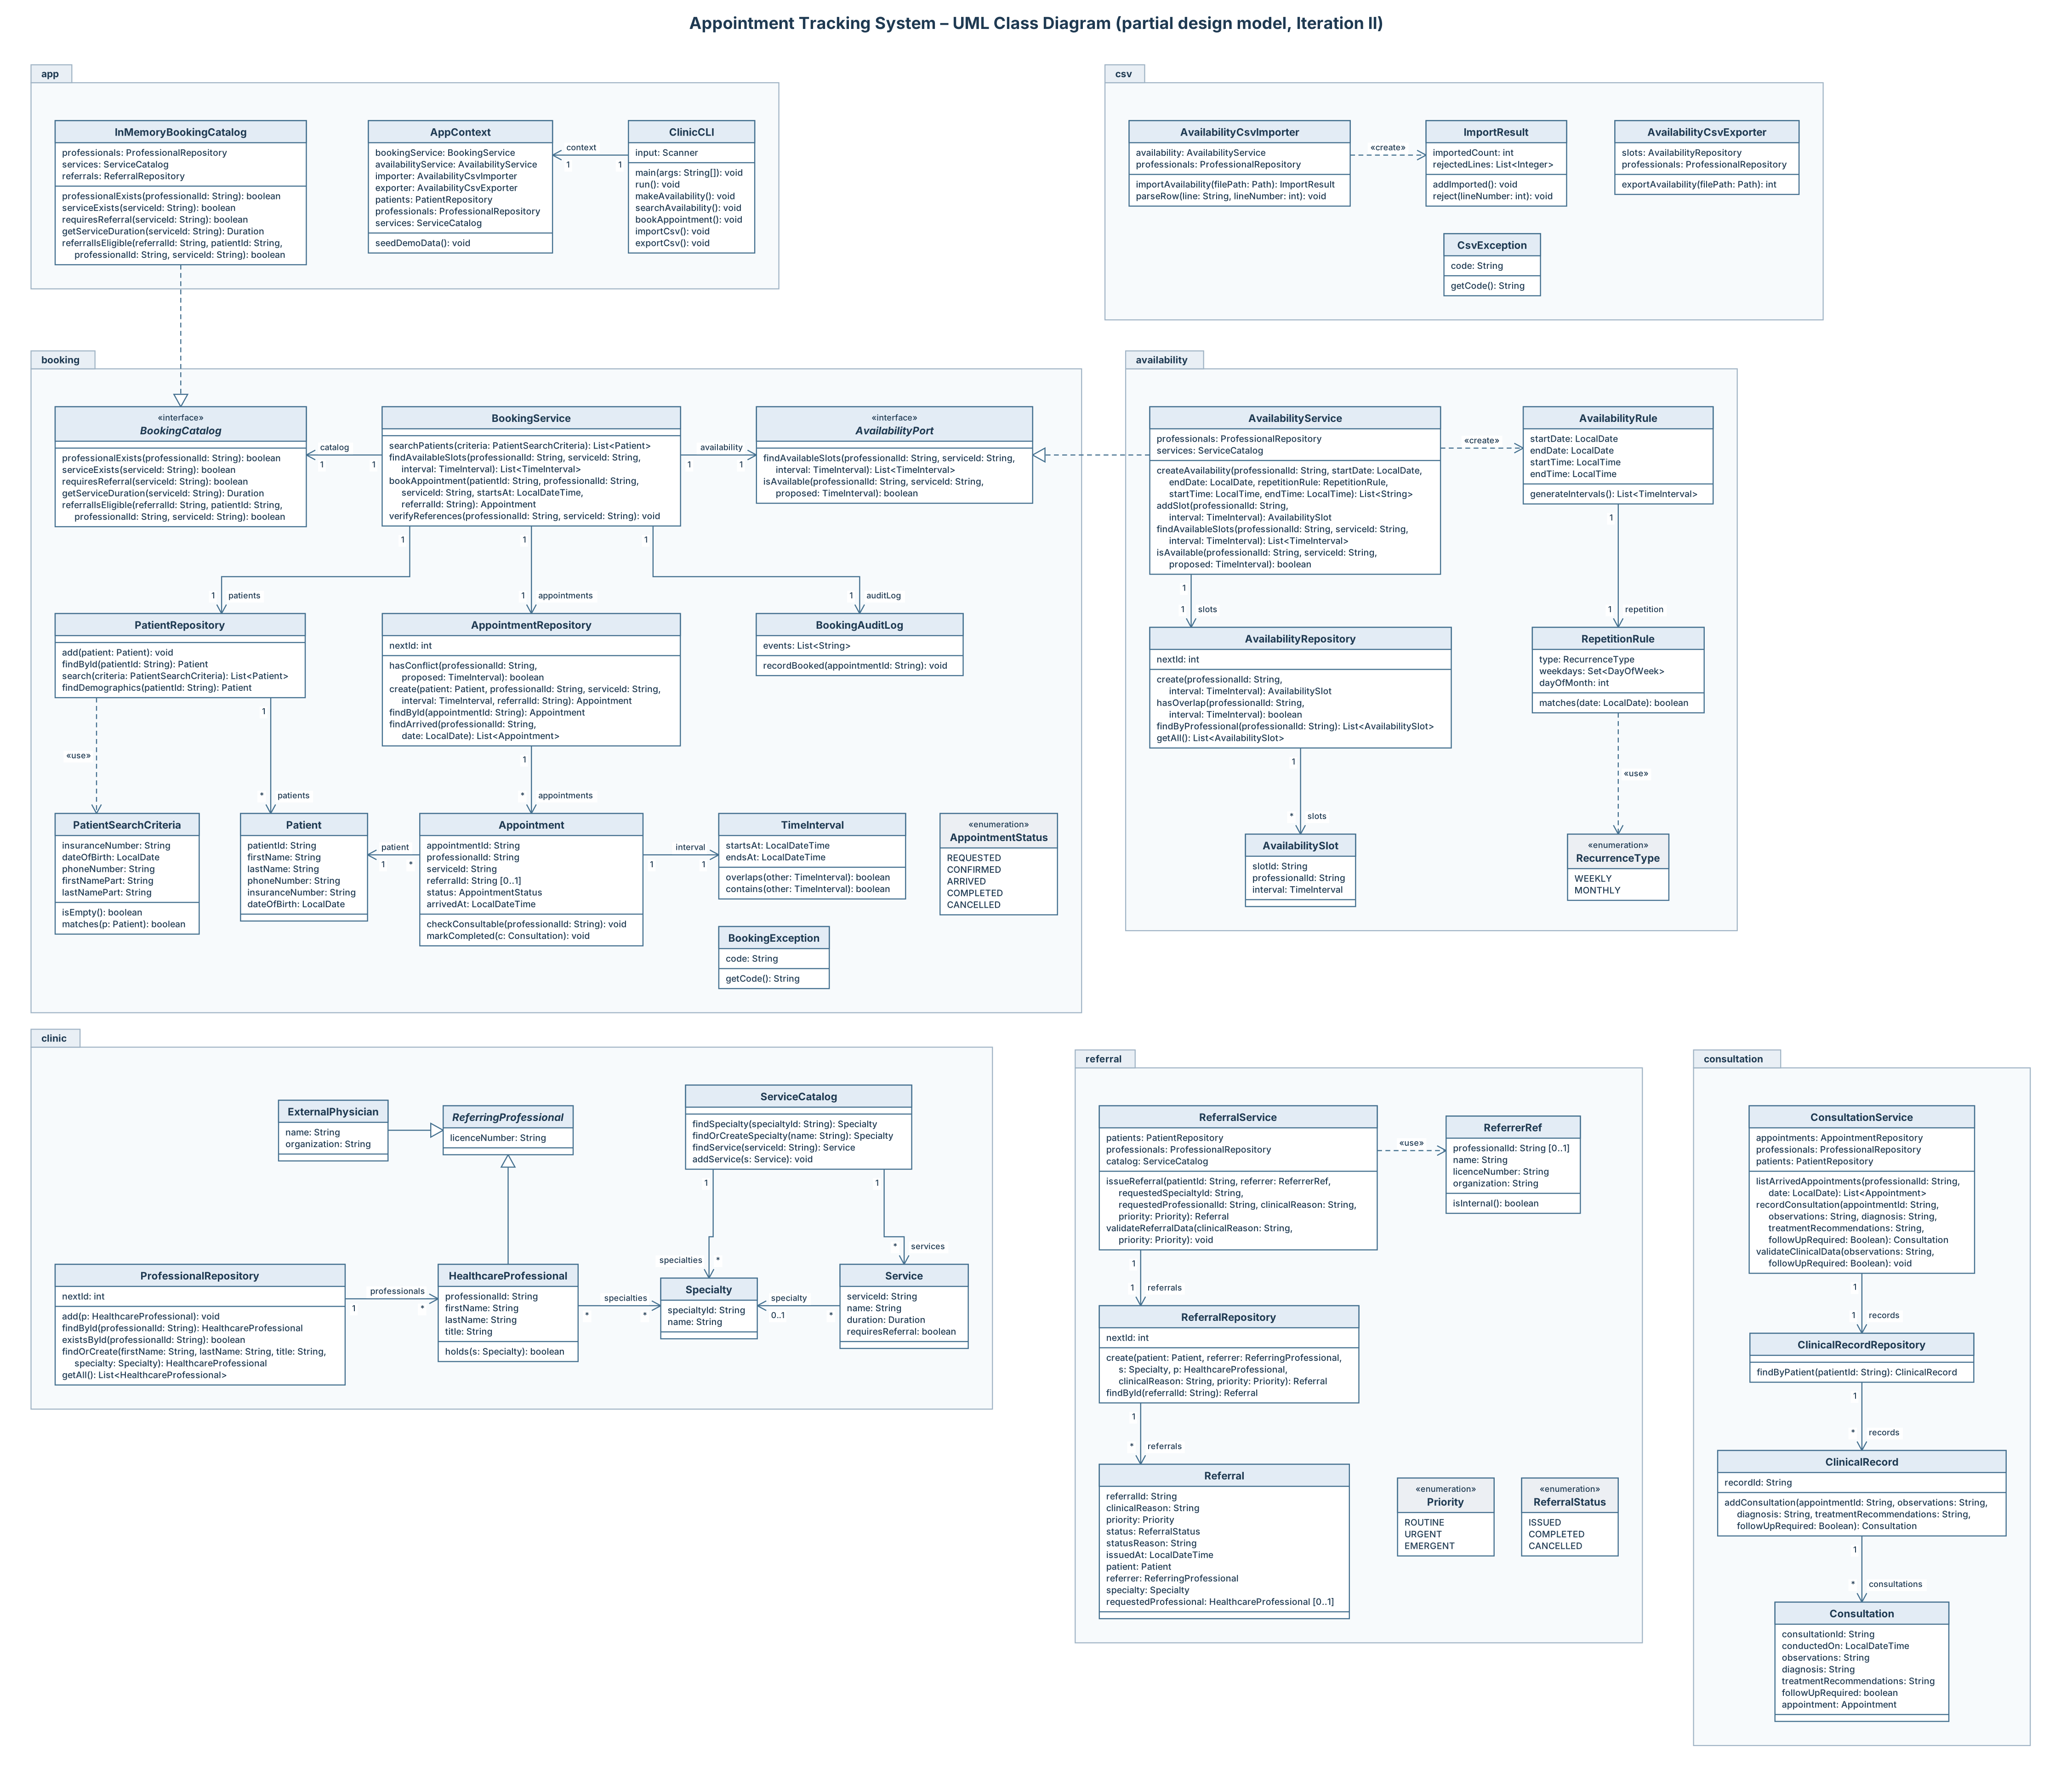 Appointment Tracking System – UML Class Diagram (partial design model, Iteration II)
app
InMemoryBookingCatalog
professionals: ProfessionalRepository
services: ServiceCatalog
referrals: ReferralRepository
professionalExists(professionalId: String): boolean
serviceExists(serviceId: String): boolean
requiresReferral(serviceId: String): boolean
getServiceDuration(serviceId: String): Duration
referralIsEligible(referralId: String, patientId: String,
professionalId: String, serviceId: String): boolean
AppContext
bookingService: BookingService
availabilityService: AvailabilityService
importer: AvailabilityCsvImporter
exporter: AvailabilityCsvExporter
patients: PatientRepository
professionals: ProfessionalRepository
services: ServiceCatalog
seedDemoData(): void
context
1
1
ClinicCLI
input: Scanner
main(args: String[]): void
run(): void
makeAvailability(): void
searchAvailability(): void
bookAppointment(): void
importCsv(): void
exportCsv(): void
csv
AvailabilityCsvImporter
availability: AvailabilityService
professionals: ProfessionalRepository
importAvailability(filePath: Path): ImportResult
parseRow(line: String, lineNumber: int): void
«create»
ImportResult
importedCount: int
rejectedLines: List<Integer>
addImported(): void
reject(lineNumber: int): void
AvailabilityCsvExporter
slots: AvailabilityRepository
professionals: ProfessionalRepository
exportAvailability(filePath: Path): int
CsvException
code: String
getCode(): String
booking
«interface»
BookingCatalog
professionalExists(professionalId: String): boolean
serviceExists(serviceId: String): boolean
requiresReferral(serviceId: String): boolean
getServiceDuration(serviceId: String): Duration
referralIsEligible(referralId: String, patientId: String,
professionalId: String, serviceId: String): boolean
catalog
1
1
BookingService
searchPatients(criteria: PatientSearchCriteria): List<Patient>
findAvailableSlots(professionalId: String, serviceId: String,
interval: TimeInterval): List<TimeInterval>
bookAppointment(patientId: String, professionalId: String,
serviceId: String, startsAt: LocalDateTime,
referralId: String): Appointment
verifyReferences(professionalId: String, serviceId: String): void
availability
1
1
«interface»
AvailabilityPort
findAvailableSlots(professionalId: String, serviceId: String,
interval: TimeInterval): List<TimeInterval>
isAvailable(professionalId: String, serviceId: String,
proposed: TimeInterval): boolean
1
1
1
1
patients
1
appointments
1
auditLog
PatientRepository
add(patient: Patient): void
findById(patientId: String): Patient
search(criteria: PatientSearchCriteria): List<Patient>
findDemographics(patientId: String): Patient
AppointmentRepository
nextId: int
hasConflict(professionalId: String,
proposed: TimeInterval): boolean
create(patient: Patient, professionalId: String, serviceId: String,
interval: TimeInterval, referralId: String): Appointment
findById(appointmentId: String): Appointment
findArrived(professionalId: String,
date: LocalDate): List<Appointment>
BookingAuditLog
events: List<String>
recordBooked(appointmentId: String): void
«use»
1
*
patients
1
*
appointments
PatientSearchCriteria
insuranceNumber: String
dateOfBirth: LocalDate
phoneNumber: String
firstNamePart: String
lastNamePart: String
isEmpty(): boolean
matches(p: Patient): boolean
Patient
patientId: String
firstName: String
lastName: String
phoneNumber: String
insuranceNumber: String
dateOfBirth: LocalDate
patient
1
*
Appointment
appointmentId: String
professionalId: String
serviceId: String
referralId: String [0..1]
status: AppointmentStatus
arrivedAt: LocalDateTime
checkConsultable(professionalId: String): void
markCompleted(c: Consultation): void
interval
1
1
TimeInterval
startsAt: LocalDateTime
endsAt: LocalDateTime
overlaps(other: TimeInterval): boolean
contains(other: TimeInterval): boolean
«enumeration»
AppointmentStatus
REQUESTED
CONFIRMED
ARRIVED
COMPLETED
CANCELLED
BookingException
code: String
getCode(): String
availability
AvailabilityService
professionals: ProfessionalRepository
services: ServiceCatalog
createAvailability(professionalId: String, startDate: LocalDate,
endDate: LocalDate, repetitionRule: RepetitionRule,
startTime: LocalTime, endTime: LocalTime): List<String>
addSlot(professionalId: String,
interval: TimeInterval): AvailabilitySlot
findAvailableSlots(professionalId: String, serviceId: String,
interval: TimeInterval): List<TimeInterval>
isAvailable(professionalId: String, serviceId: String,
proposed: TimeInterval): boolean
«create»
AvailabilityRule
startDate: LocalDate
endDate: LocalDate
startTime: LocalTime
endTime: LocalTime
generateIntervals(): List<TimeInterval>
1
1
slots
1
1
repetition
AvailabilityRepository
nextId: int
create(professionalId: String,
interval: TimeInterval): AvailabilitySlot
hasOverlap(professionalId: String,
interval: TimeInterval): boolean
findByProfessional(professionalId: String): List<AvailabilitySlot>
getAll(): List<AvailabilitySlot>
RepetitionRule
type: RecurrenceType
weekdays: Set<DayOfWeek>
dayOfMonth: int
matches(date: LocalDate): boolean
1
*
slots
«use»
AvailabilitySlot
slotId: String
professionalId: String
interval: TimeInterval
«enumeration»
RecurrenceType
WEEKLY
MONTHLY
clinic
ExternalPhysician
name: String
organization: String
ReferringProfessional
licenceNumber: String
ServiceCatalog
findSpecialty(specialtyId: String): Specialty
findOrCreateSpecialty(name: String): Specialty
findService(serviceId: String): Service
addService(s: Service): void
1
1
specialties
*
*
services
ProfessionalRepository
nextId: int
add(p: HealthcareProfessional): void
findById(professionalId: String): HealthcareProfessional
existsById(professionalId: String): boolean
findOrCreate(firstName: String, lastName: String, title: String,
specialty: Specialty): HealthcareProfessional
getAll(): List<HealthcareProfessional>
professionals
1
*
HealthcareProfessional
professionalId: String
firstName: String
lastName: String
title: String
holds(s: Specialty): boolean
specialties
*
*
Specialty
specialtyId: String
name: String
specialty
0..1
*
Service
serviceId: String
name: String
duration: Duration
requiresReferral: boolean
referral
ReferralService
patients: PatientRepository
professionals: ProfessionalRepository
catalog: ServiceCatalog
issueReferral(patientId: String, referrer: ReferrerRef,
requestedSpecialtyId: String,
requestedProfessionalId: String, clinicalReason: String,
priority: Priority): Referral
validateReferralData(clinicalReason: String,
priority: Priority): void
«use»
ReferrerRef
professionalId: String [0..1]
name: String
licenceNumber: String
organization: String
isInternal(): boolean
1
1
referrals
ReferralRepository
nextId: int
create(patient: Patient, referrer: ReferringProfessional,
s: Specialty, p: HealthcareProfessional,
clinicalReason: String, priority: Priority): Referral
findById(referralId: String): Referral
1
*
referrals
Referral
referralId: String
clinicalReason: String
priority: Priority
status: ReferralStatus
statusReason: String
issuedAt: LocalDateTime
patient: Patient
referrer: ReferringProfessional
specialty: Specialty
requestedProfessional: HealthcareProfessional [0..1]
«enumeration»
Priority
ROUTINE
URGENT
EMERGENT
«enumeration»
ReferralStatus
ISSUED
COMPLETED
CANCELLED
consultation
ConsultationService
appointments: AppointmentRepository
professionals: ProfessionalRepository
patients: PatientRepository
listArrivedAppointments(professionalId: String,
date: LocalDate): List<Appointment>
recordConsultation(appointmentId: String,
observations: String, diagnosis: String,
treatmentRecommendations: String,
followUpRequired: Boolean): Consultation
validateClinicalData(observations: String,
followUpRequired: Boolean): void
1
1
records
ClinicalRecordRepository
findByPatient(patientId: String): ClinicalRecord
1
*
records
ClinicalRecord
recordId: String
addConsultation(appointmentId: String, observations: String,
diagnosis: String, treatmentRecommendations: String,
followUpRequired: Boolean): Consultation
1
*
consultations
Consultation
consultationId: String
conductedOn: LocalDateTime
observations: String
diagnosis: String
treatmentRecommendations: String
followUpRequired: boolean
appointment: Appointment